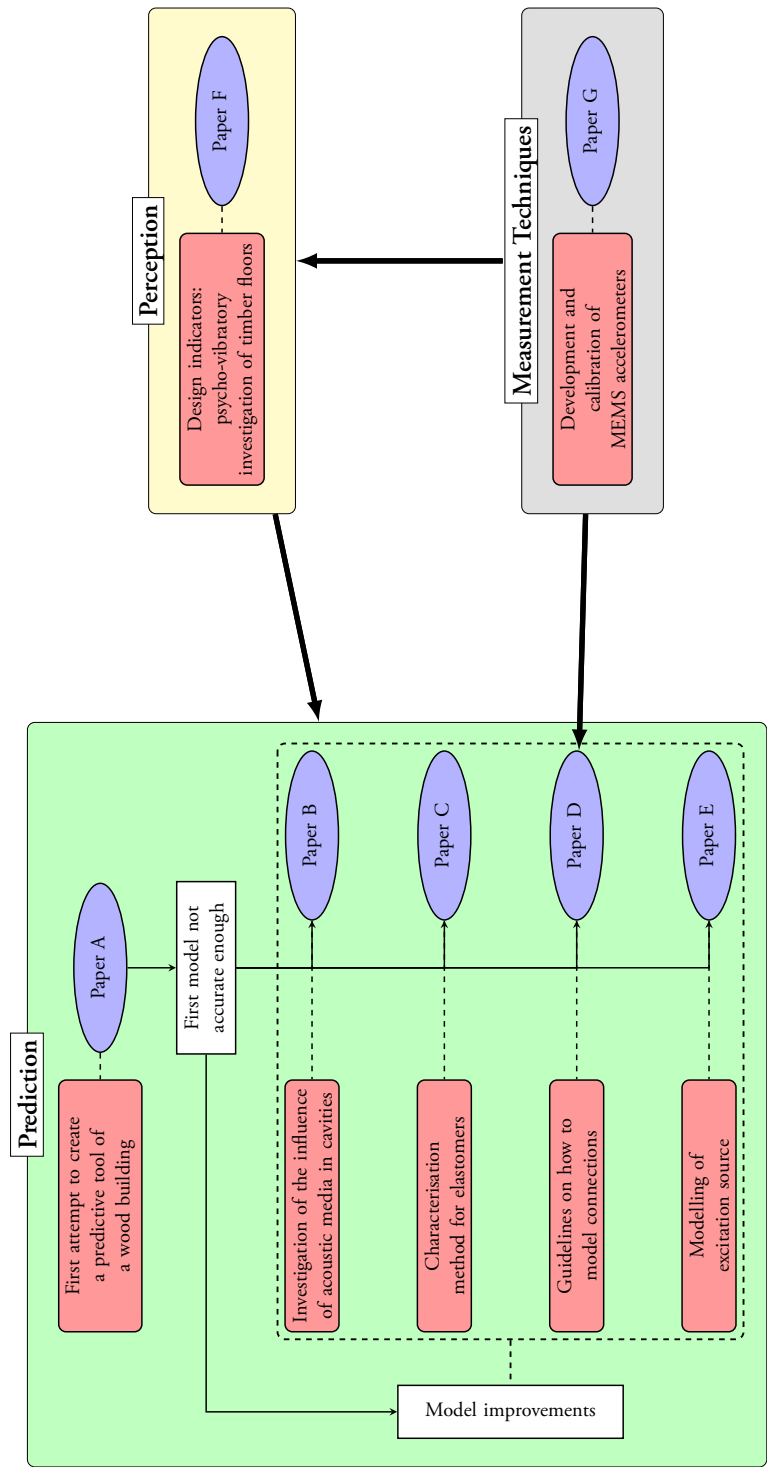 Prediction
First attempt to create
a predictive tool of
a wood building
Paper A
First model not
accurate enough
Investigation of the influence
of acoustic media in cavities
Paper B
Characterisation
method for elastomers
Paper C
Guidelines on how to
model connections
Paper D
Modelling of
excitation source
Paper E
Model improvements
Perception
Design indicators:
psycho-vibratory
investigation of timber floors
Paper F
Measurement Techniques
Development and
calibration of
MEMS accelerometers
Paper G